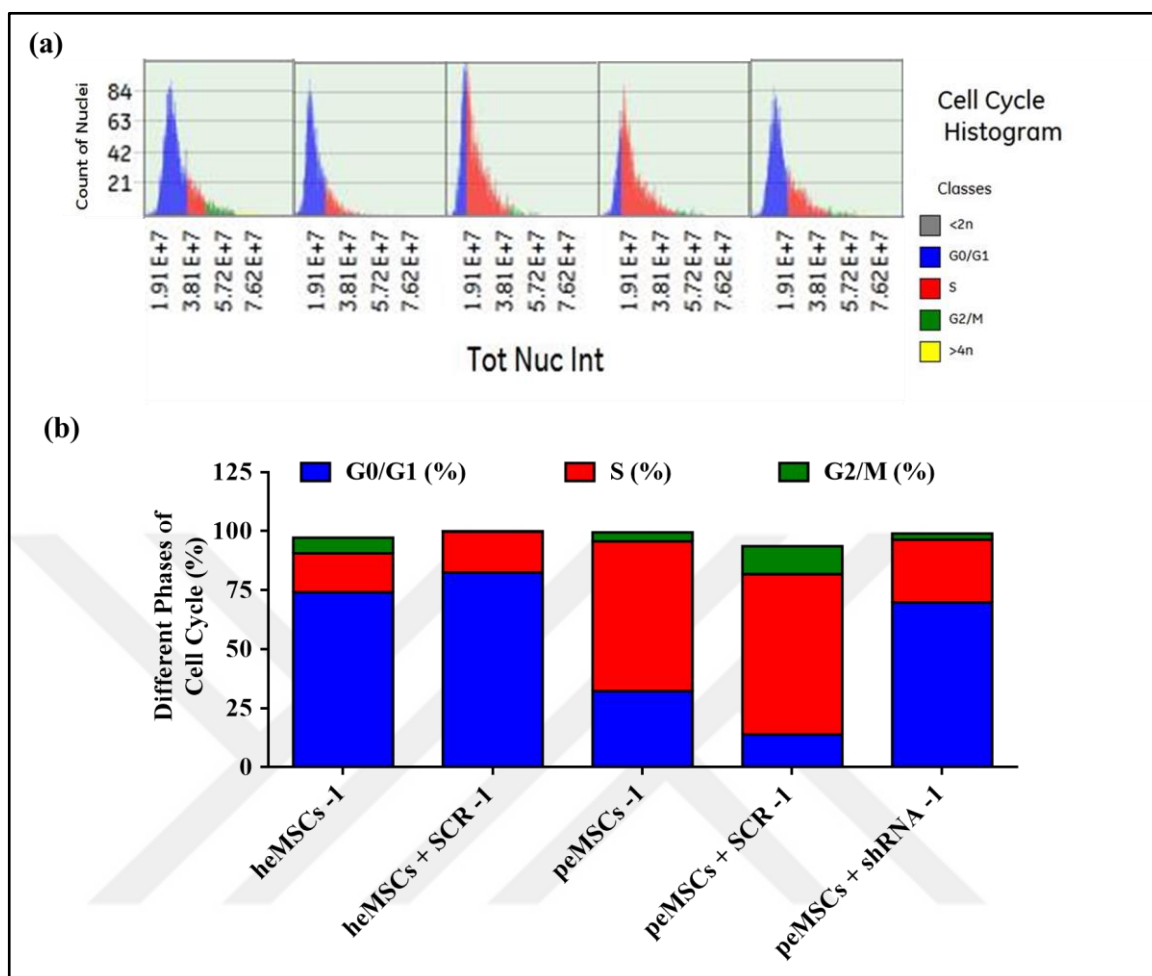 (a)
Count of Nuclei
84
63
42
21
1.91 E+7
3.81 E+7
5.72 E+7
7.62 E+7
1.91 E+7
3.81 E+7
5.72 E+7
7.62 E+7
1.91 E+7
3.81 E+7
5.72 E+7
7.62 E+7
1.91 E+7
3.81 E+7
5.72 E+7
7.62 E+7
1.91 E+7
3.81 E+7
5.72 E+7
7.62 E+7
Tot Nuc Int
Cell Cycle
Histogram
Classes
<2n
G0/G1
S
G2/M
>4n
(b)
G0/G1 (%)
S (%)
G2/M (%)
Different Phases of
Cell Cycle (%)
125
100
75
50
25
0
heMSCs -1
heMSCs + SCR -1
peMSCs -1
peMSCs + SCR -1
peMSCs + shRNA -1